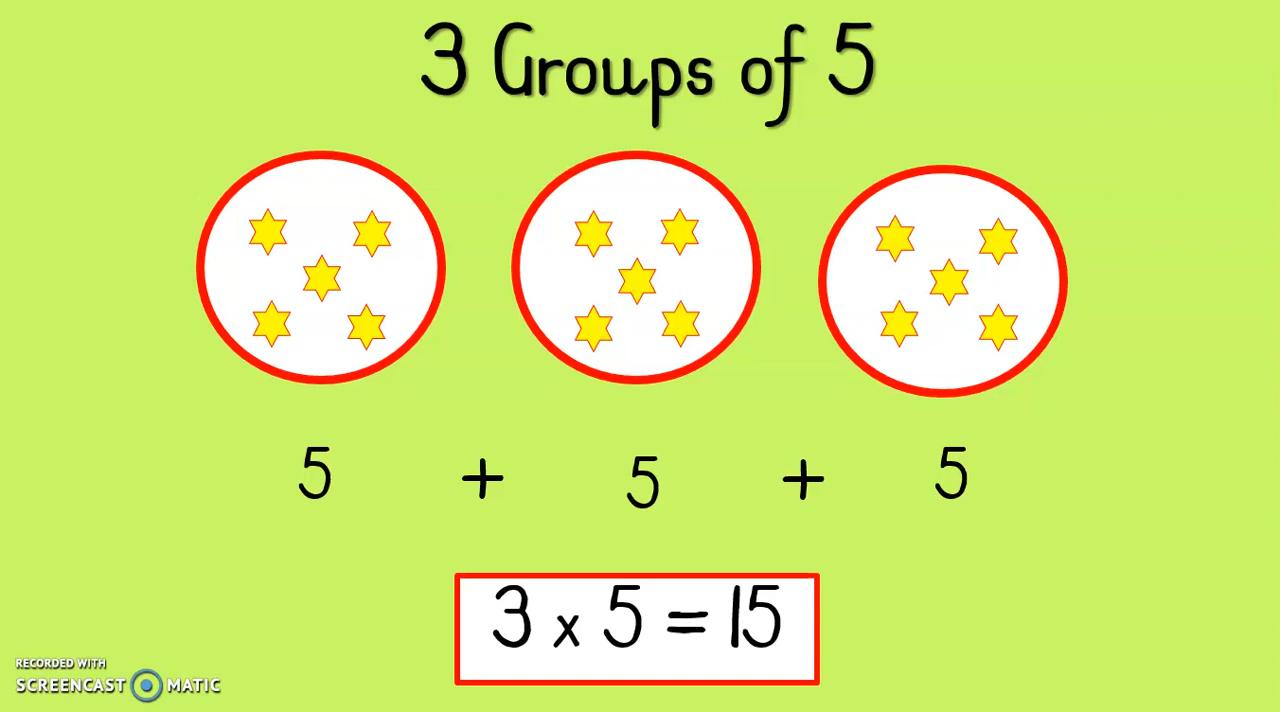 3 Groups of 5
5 + 5 + 5
3 x 5 = 15
RECORDED WITH
SCREENCAST MATIC